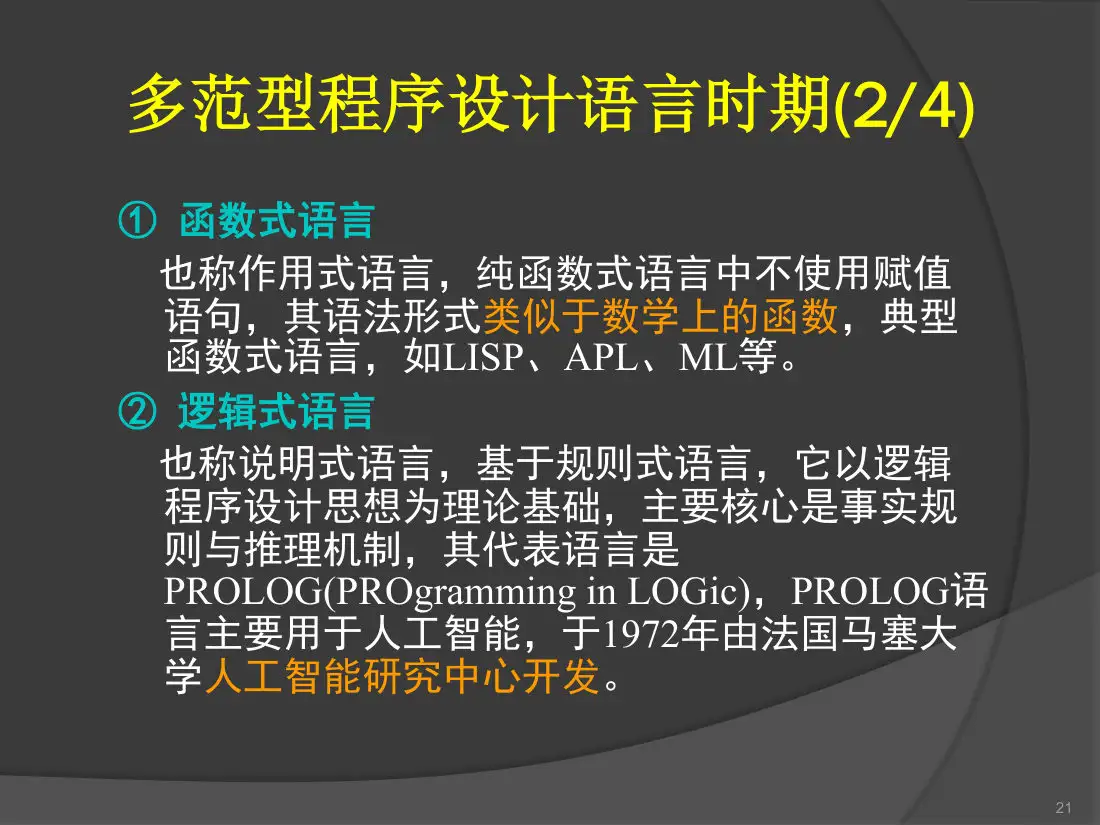 多范型程序设计语言时期(2/4)
① 函数式语言
也称作用式语言，纯函数式语言中不使用赋值
语句，其语法形式类似于数学上的函数，典型
函数式语言，如LISP、APL、ML等。
② 逻辑式语言
也称说明式语言，基于规则式语言，它以逻辑
程序设计思想为理论基础，主要核心是事实规
则与推理机制，其代表语言是
PROLOG(PROgramming in LOGic)，PROLOG语
言主要用于人工智能，于1972年由法国马塞大
学人工智能研究中心开发。
21